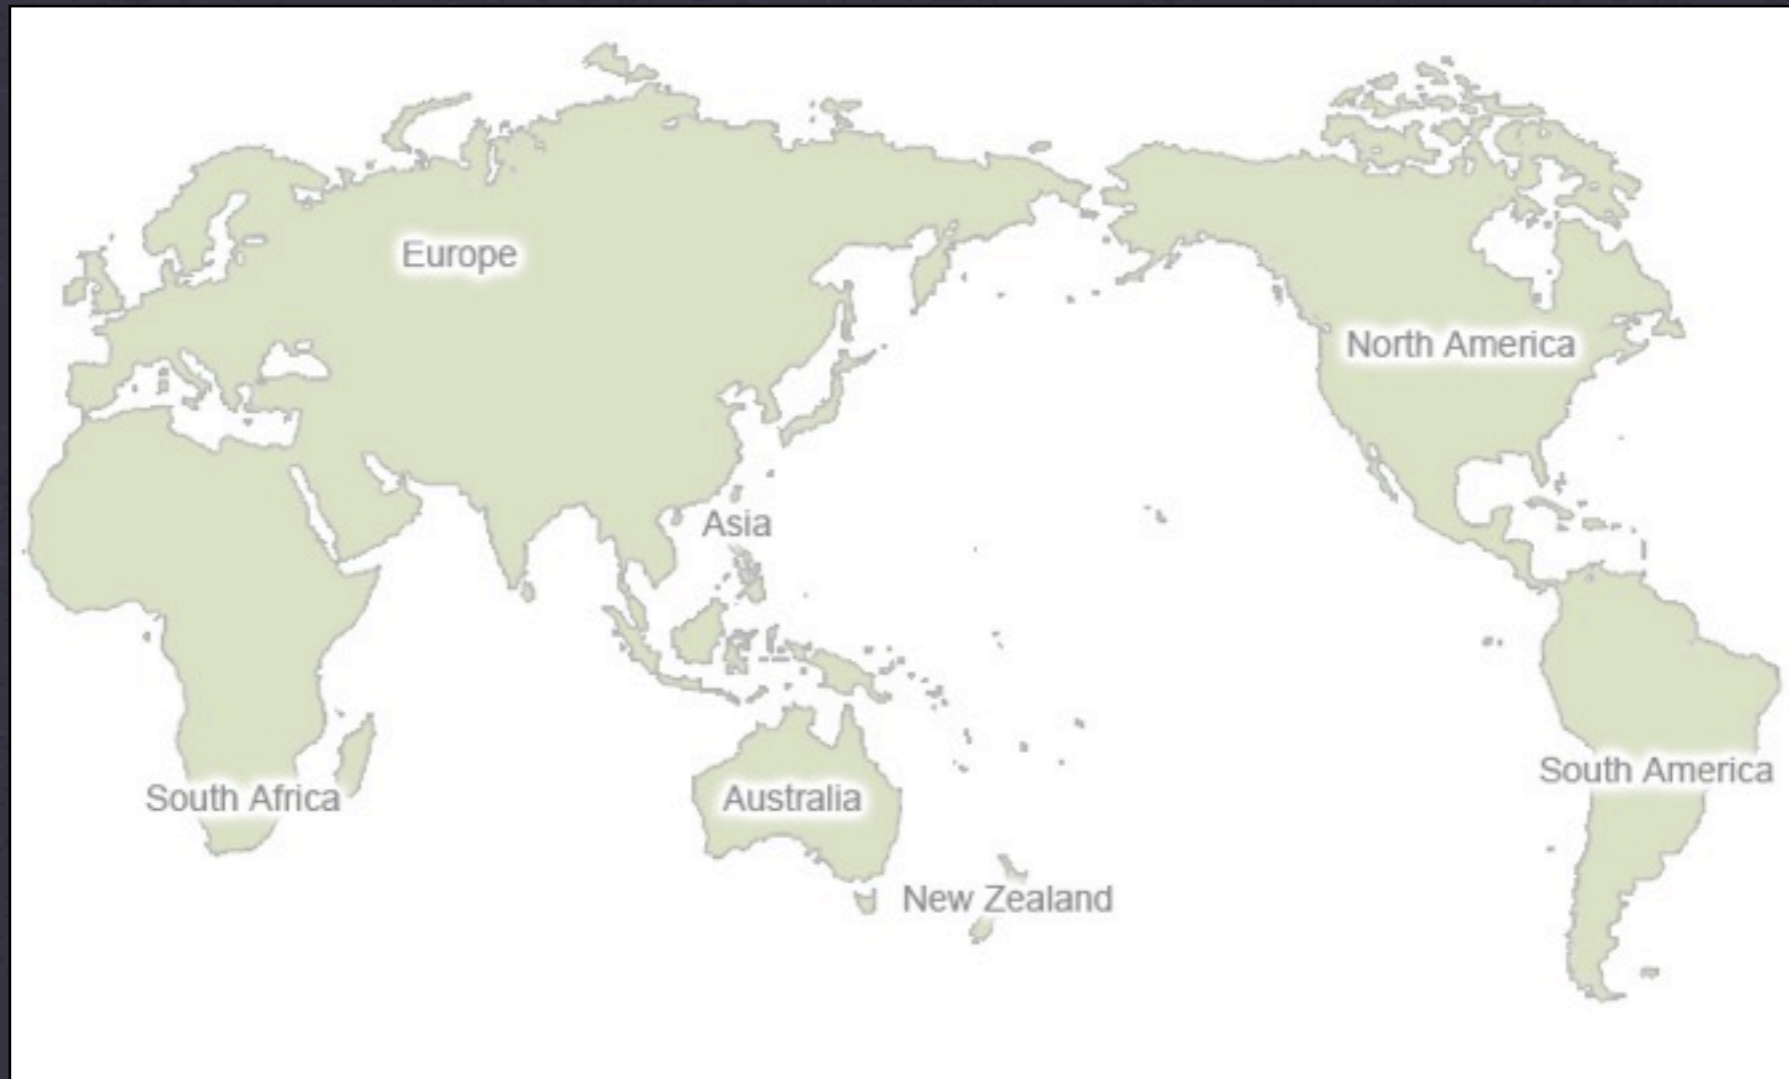 Europe
North America
Asia
South Africa
Australia
South America
New Zealand